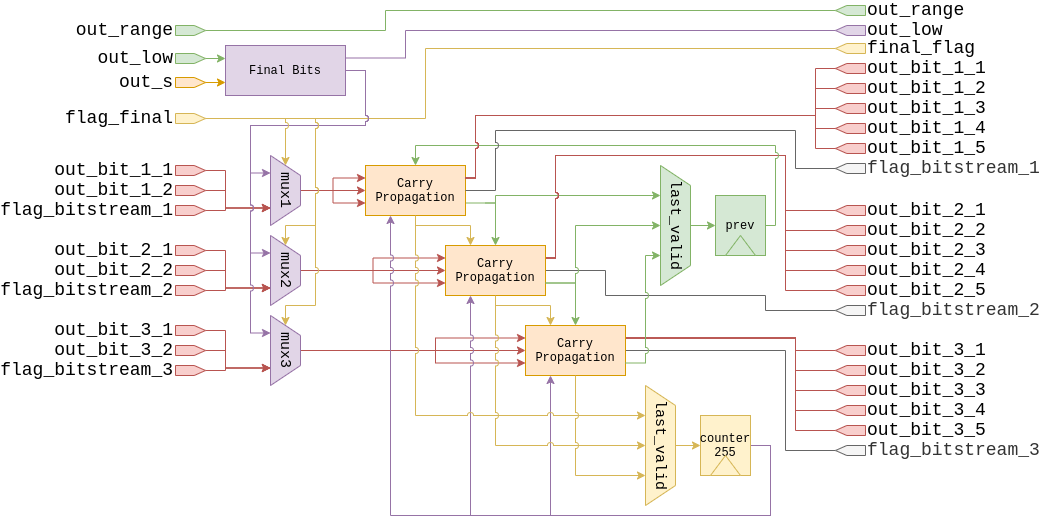 out_range
out_low
out_s
flag_final
out_bit_1_1
out_bit_1_2
flag_bitstream_1
out_bit_2_1
out_bit_2_2
flag_bitstream_2
out_bit_3_1
out_bit_3_2
flag_bitstream_3
Final Bits
mux1
mux2
mux3
Carry
Propagation
Carry
Propagation
Carry
Propagation
last_valid
prev
last_valid
counter
255
out_range
out_low
final_flag
out_bit_1_1
out_bit_1_2
out_bit_1_3
out_bit_1_4
out_bit_1_5
flag_bitstream_1
out_bit_2_1
out_bit_2_2
out_bit_2_3
out_bit_2_4
out_bit_2_5
flag_bitstream_2
out_bit_3_1
out_bit_3_2
out_bit_3_3
out_bit_3_4
out_bit_3_5
flag_bitstream_3